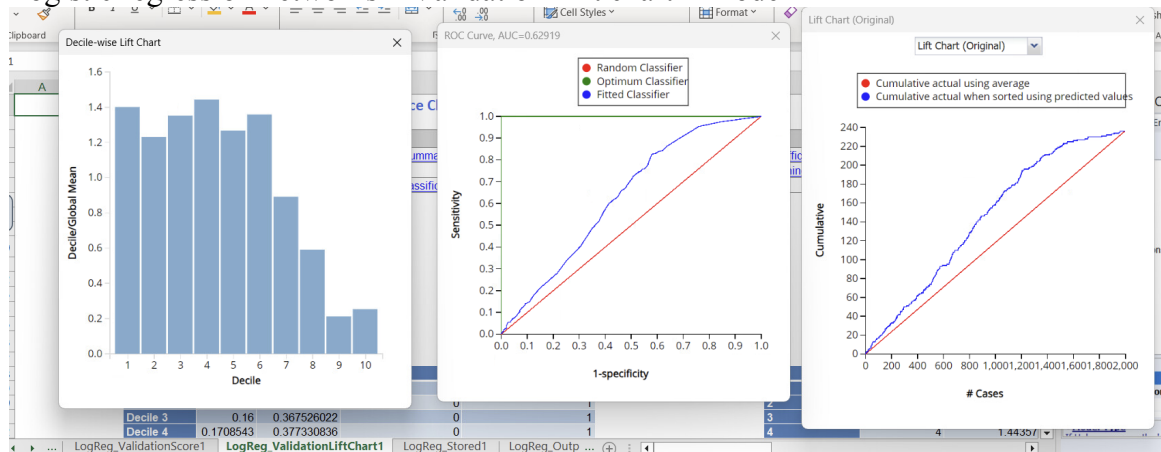 Cell Styles
Format
Clipboard
Decile-wise Lift Chart
1.6
1.4
1.2
1.0
0.8
0.6
0.4
0.2
0.0
Decile/Global Mean
1 2 3 4 5 6 7 8 9 10
Decile
ROC Curve, AUC=0.62919
Random Classifier
Optimum Classifier
Fitted Classifier
1.0
0.9
0.8
0.7
0.6
0.5
0.4
0.3
0.2
0.1
0.0
Sensitivity
0.0 0.1 0.2 0.3 0.4 0.5 0.6 0.7 0.8 0.9 1.0
1-specificity
Lift Chart (Original)
Lift Chart (Original)
Cumulative actual using average
Cumulative actual when sorted using predicted values
240
220
200
180
160
140
120
100
80
60
40
20
0
Cumulative
0 200 400 600 800 1,000 1,200 1,400 1,600 1,800 2,000
# Cases
A
Decile 3 0.16 0.367526022 0 1
Decile 4 0.1708543 0.377330836 0 1
4 4 1.44357
... LogReg_ValidationScore1 LogReg_ValidationLiftChart1 LogReg_Stored1 LogReg_Outp ...